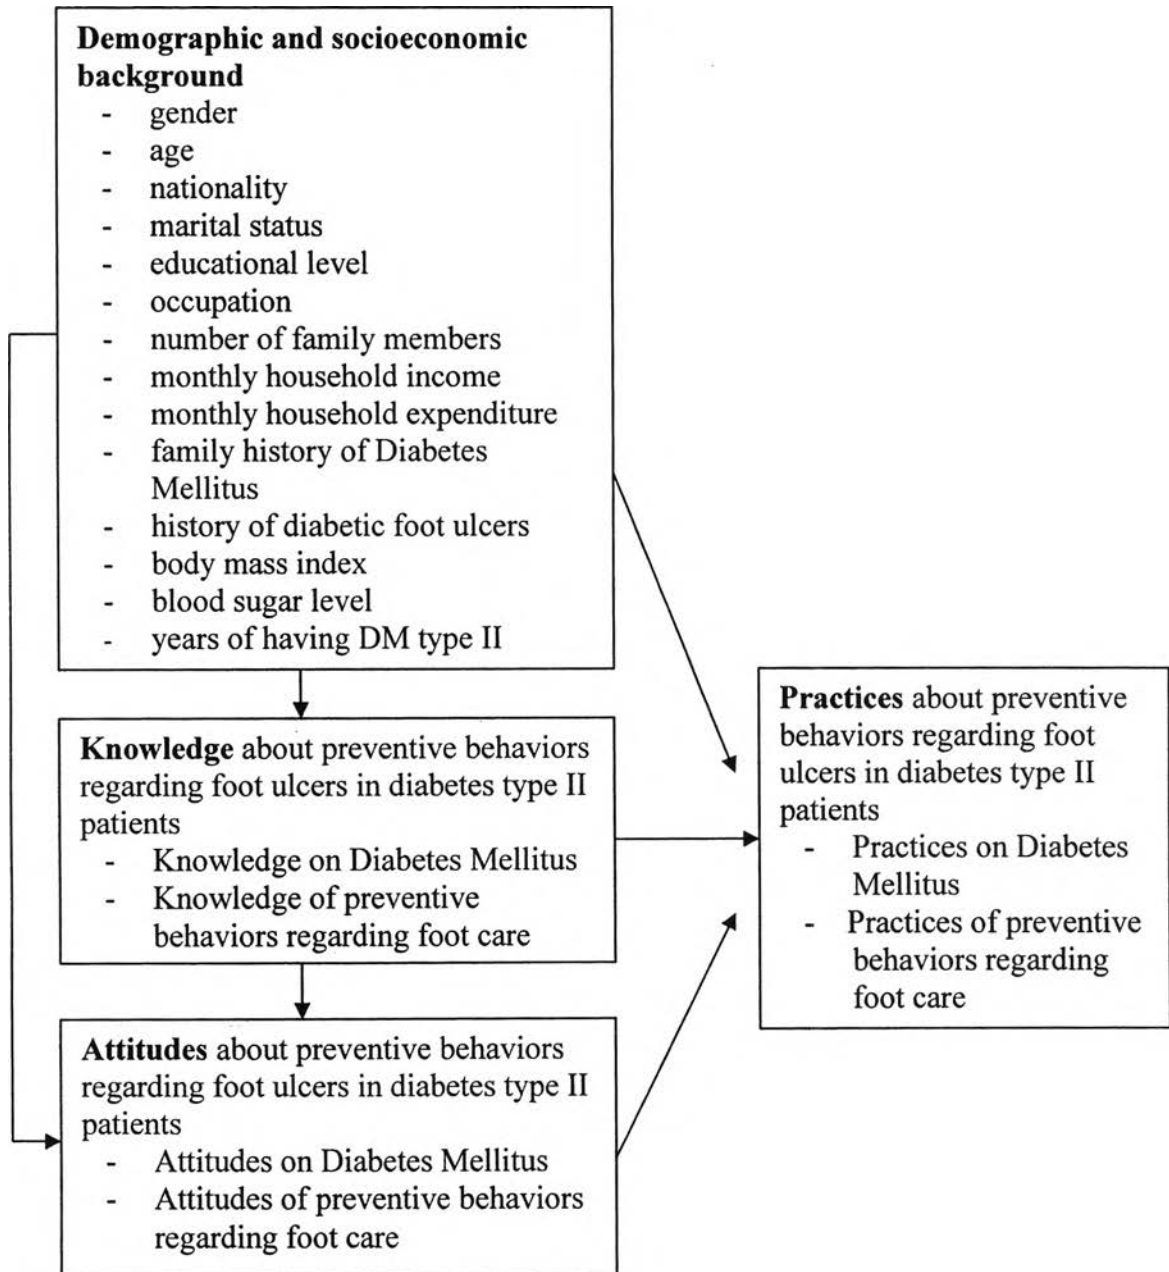 Demographic and socioeconomic
background
- gender
- age
- nationality
- marital status
- educational level
- occupation
- number of family members
- monthly household income
- monthly household expenditure
- family history of Diabetes
Mellitus
- history of diabetic foot ulcers
- body mass index
- blood sugar level
- years of having DM type II
Knowledge about preventive behaviors
regarding foot ulcers in diabetes type II
patients
- Knowledge on Diabetes Mellitus
- Knowledge of preventive
behaviors regarding foot care
Attitudes about preventive behaviors
regarding foot ulcers in diabetes type II
patients
- Attitudes on Diabetes Mellitus
- Attitudes of preventive behaviors
regarding foot care
Practices about preventive
behaviors regarding foot
ulcers in diabetes type II
patients
- Practices on Diabetes
Mellitus
- Practices of preventive
behaviors regarding
foot care